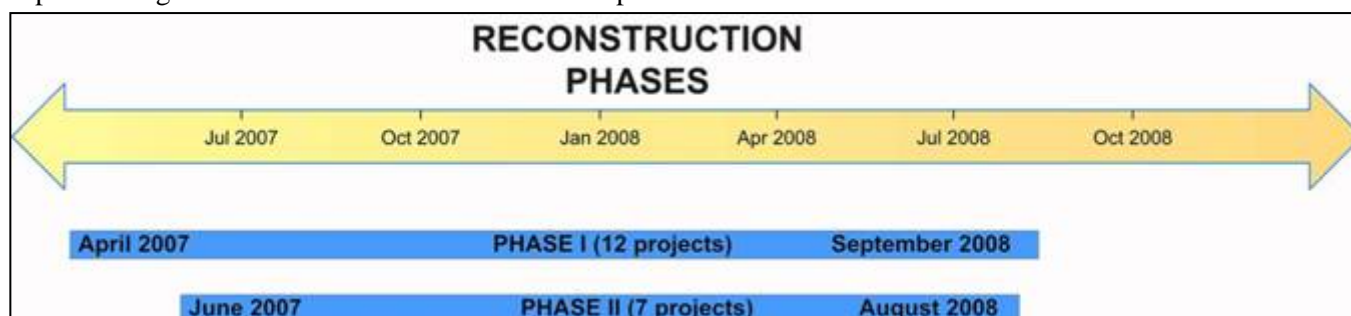 RECONSTRUCTION
PHASES
Jul 2007 Oct 2007 Jan 2008 Apr 2008 Jul 2008 Oct 2008
April 2007 PHASE I (12 projects) September 2008
June 2007 PHASE II (7 projects) August 2008